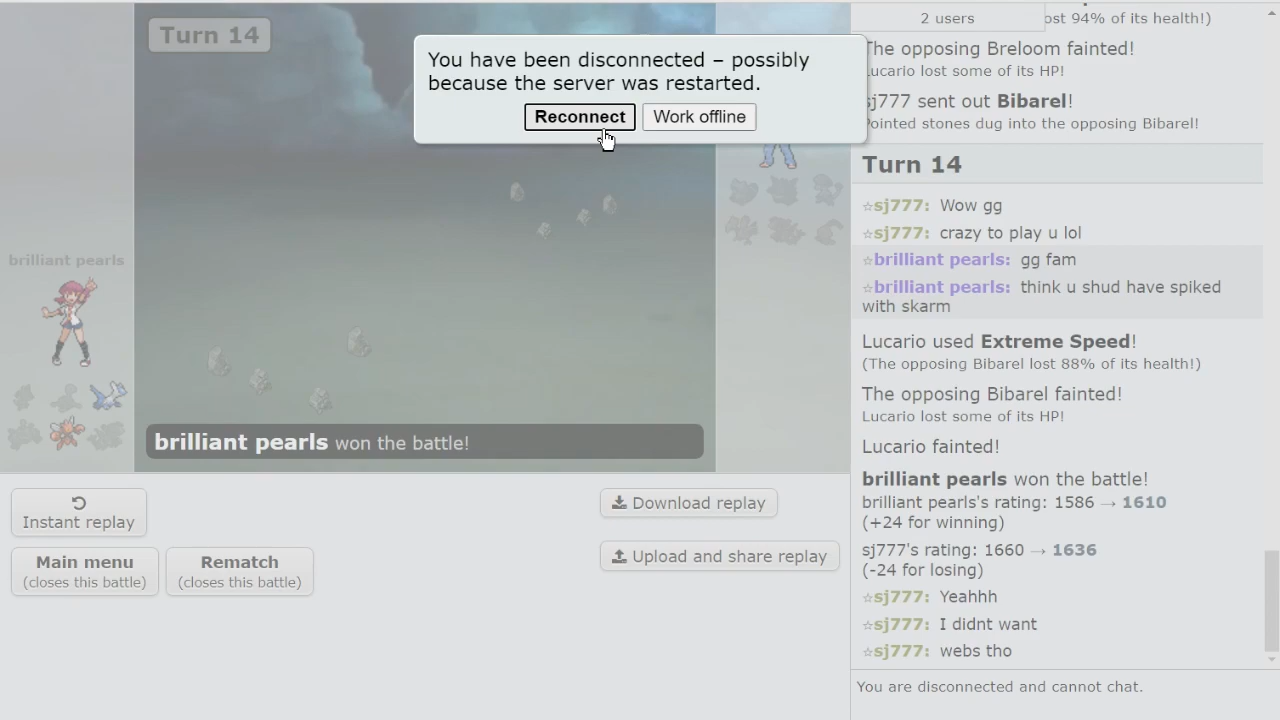 Turn 14
You have been disconnected – possibly
because the server was restarted.
Reconnect
Work offline
brilliant pearls
brilliant pearls won the battle!
Instant replay
Download replay
Upload and share replay
Main menu
(closes this battle)
Rematch
(closes this battle)
2 users
ost 94% of its health!)
The opposing Breloom fainted!
Lucario lost some of its HP!
sj777 sent out Bibarel!
Pointed stones dug into the opposing Bibarel!
Turn 14
☆sj777: Wow gg
☆sj777: crazy to play u lol
☆brilliant pearls: gg fam
☆brilliant pearls: think u shud have spiked
with skarm
Lucario used Extreme Speed!
(The opposing Bibarel lost 88% of its health!)
The opposing Bibarel fainted!
Lucario lost some of its HP!
Lucario fainted!
brilliant pearls won the battle!
brilliant pearls's rating: 1586 → 1610
(+24 for winning)
sj777's rating: 1660 → 1636
(-24 for losing)
☆sj777: Yeahhh
☆sj777: I didnt want
☆sj777: webs tho
You are disconnected and cannot chat.